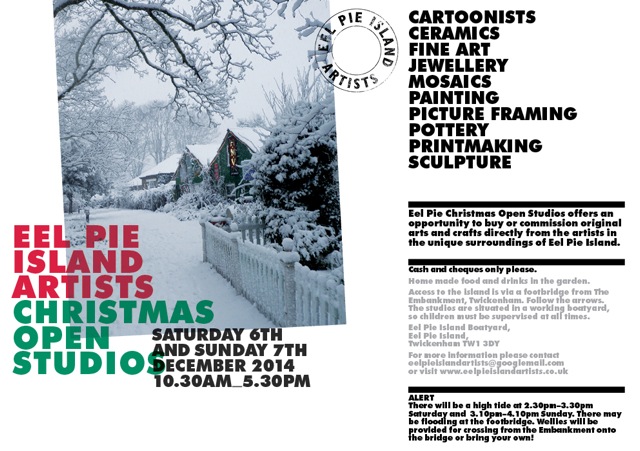 EEL PIE ISLAND
ARTISTS
EEL PIE
ISLAND
ARTISTS
CHRISTMAS
OPEN
STUDIOS
SATURDAY 6TH
AND SUNDAY 7TH
DECEMBER 2014
10.30AM_5.30PM
CARTOONISTS
CERAMICS
FINE ART
JEWELLERY
MOSAICS
PAINTING
PICTURE FRAMING
POTTERY
PRINTMAKING
SCULPTURE
Eel Pie Christmas Open Studios offers an
opportunity to buy or commission original
arts and crafts directly from the artists in
the unique surroundings of Eel Pie Island.
Cash and cheques only please.
Home made food and drinks in the garden.
Access to the island is via a footbridge from The
Embankment, Twickenham. Follow the arrows.
The studios are situated in a working boatyard,
so children must be supervised at all times.
Eel Pie Island Boatyard,
Eel Pie Island,
Twickenham TW1 3DY
For more information please contact
eelpieislandartists@googlemail.com
or visit www.eelpieislandartists.co.uk
ALERT
There will be a high tide at 2.30pm–3.30pm
Saturday and 3.10pm–4.10pm Sunday. There may
be flooding at the footbridge. Wellies will be
provided for crossing from the Embankment onto
the bridge or bring your own!